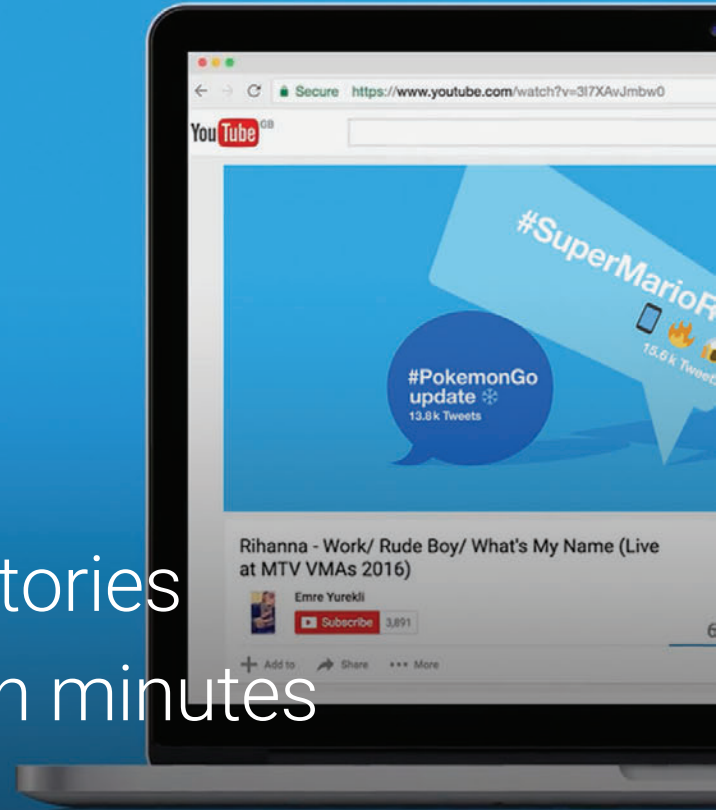 Secure https://www.youtube.com/watch?v=3I7XAvJmbw0
YouTube GB
#SuperMarioR
15.6k Tweets
#PokemonGo
update
13.8k Tweets
Rihanna - Work/ Rude Boy/ What's My Name (Live
at MTV VMAs 2016)
Emre Yurekli
Subscribe 3,891
6
Add to Share More
tories
n minutes